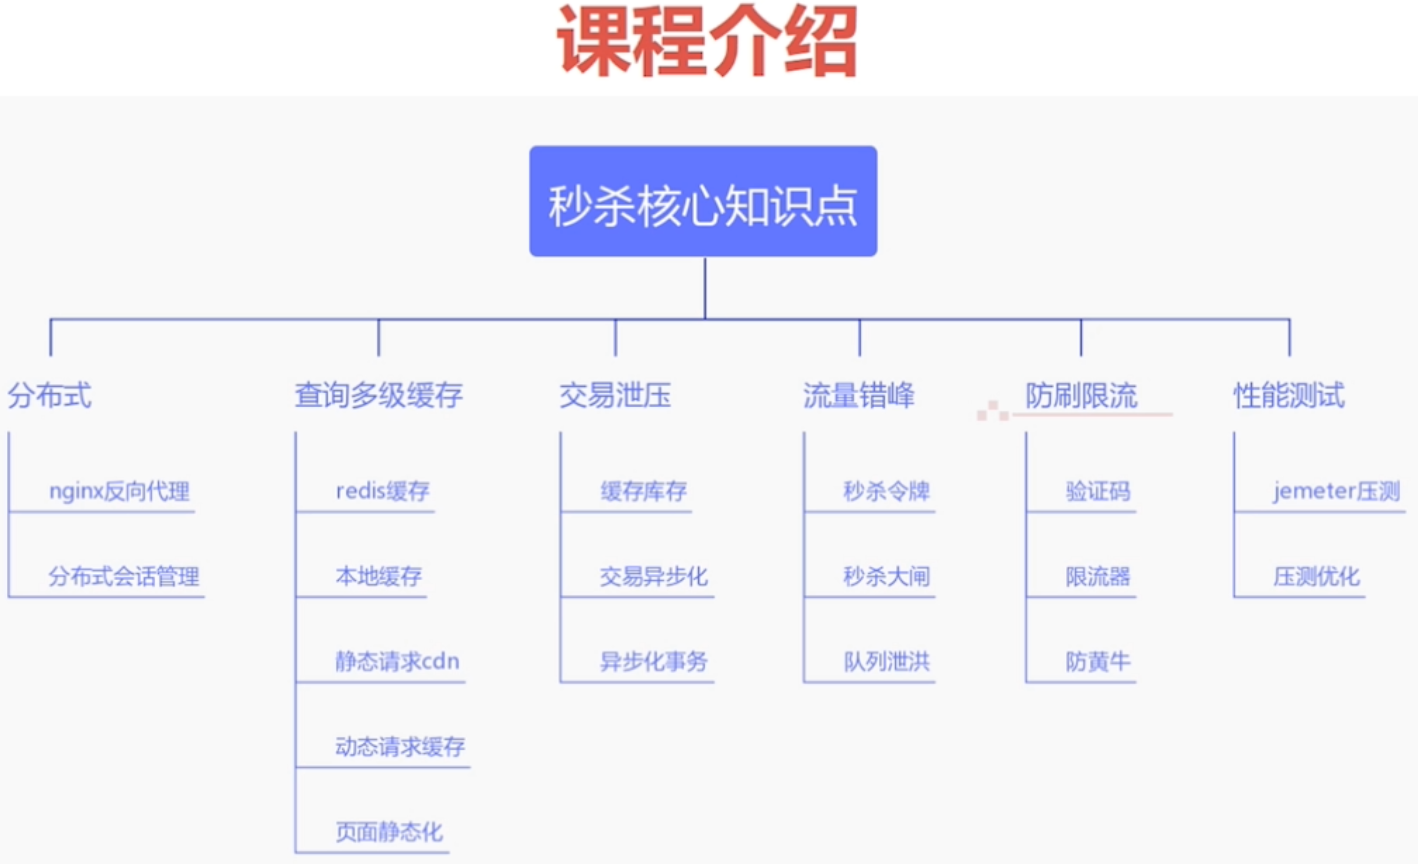 课程介绍
秒杀核心知识点
分布式
nginx反向代理
分布式会话管理
查询多级缓存
redis缓存
本地缓存
静态请求cdn
动态请求缓存
页面静态化
交易泄压
缓存库存
交易异步化
异步化事务
流量错峰
秒杀令牌
秒杀大闸
队列泄洪
防刷限流
验证码
限流器
防黄牛
性能测试
jemeter压测
压测优化